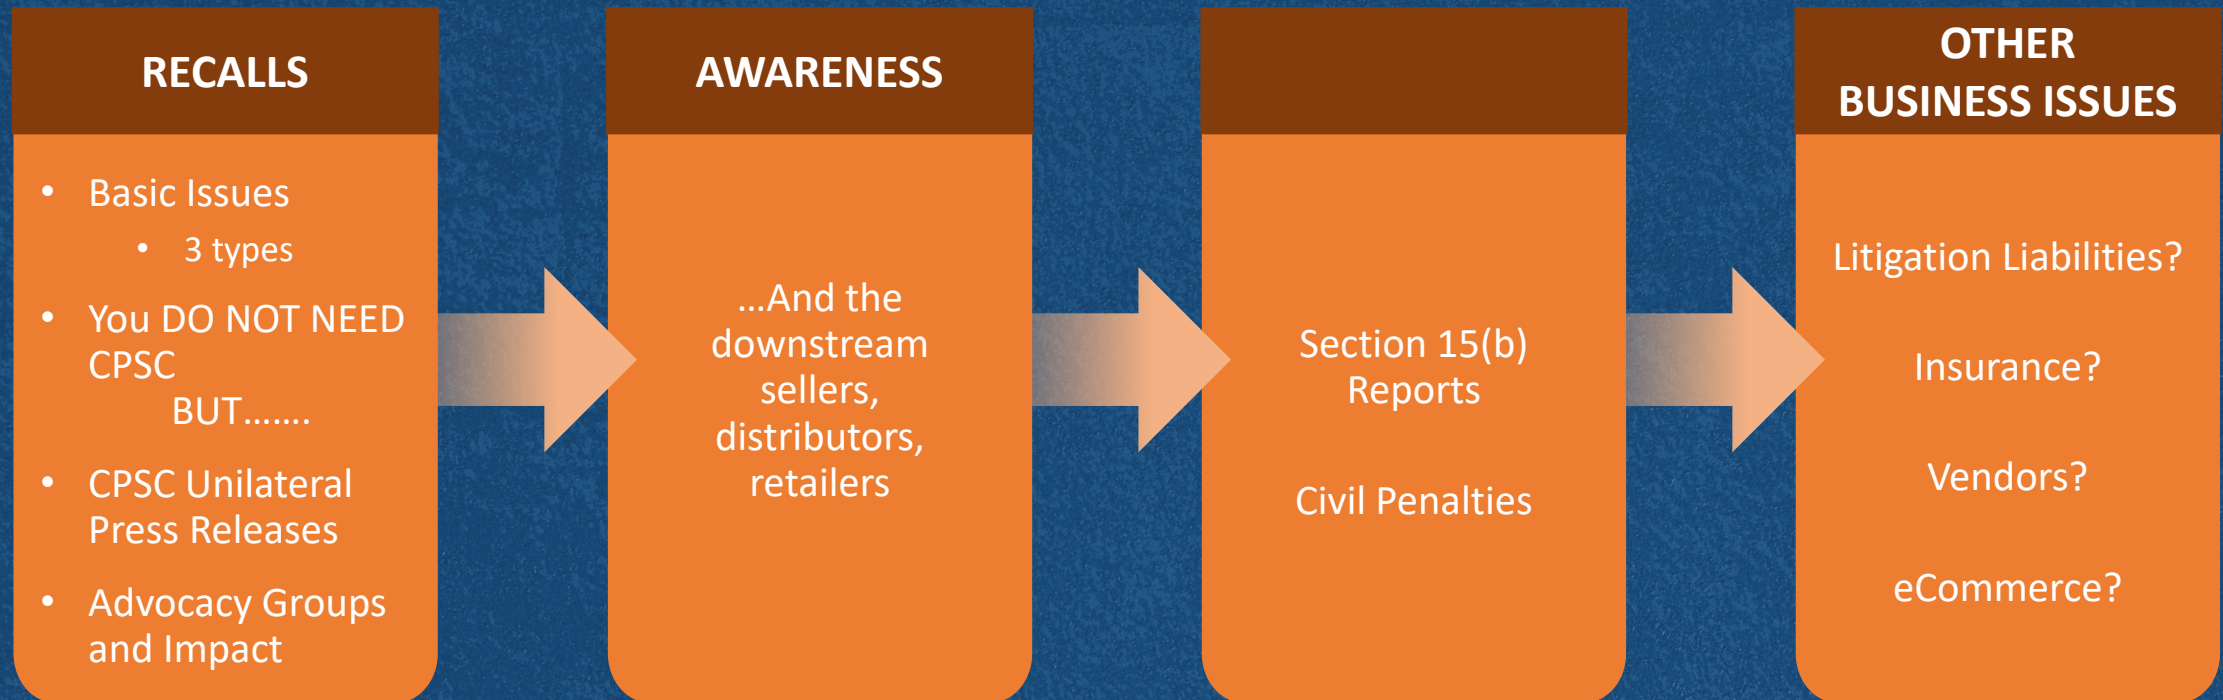 RECALLS
• Basic Issues
• 3 types
• You DO NOT NEED
CPSC
BUT.......
• CPSC Unilateral
Press Releases
• Advocacy Groups
and Impact
AWARENESS
...And the
downstream
sellers,
distributors,
retailers
Section 15(b)
Reports
Civil Penalties
OTHER
BUSINESS ISSUES
Litigation Liabilities?
Insurance?
Vendors?
eCommerce?